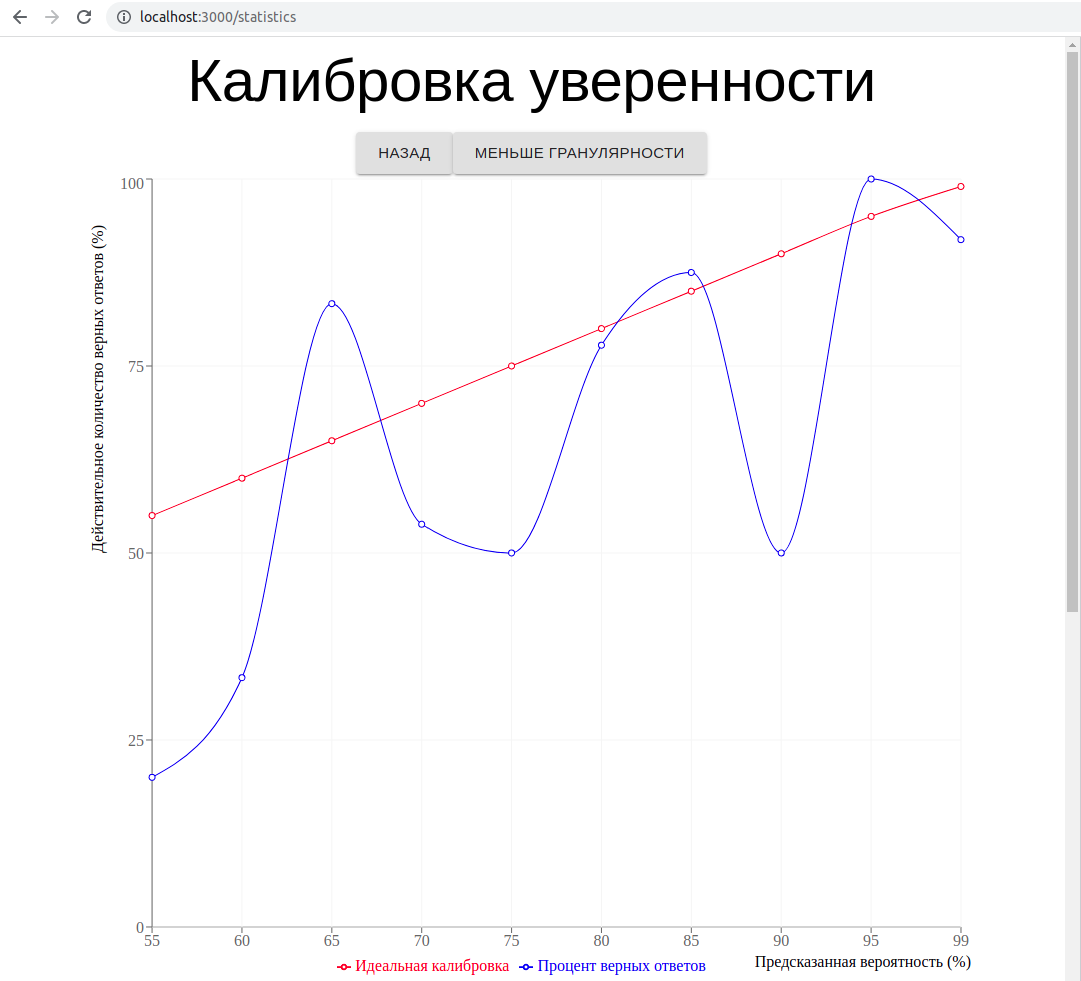 localhost:3000/statistics
Калибровка уверенности
НАЗАД МЕНЬШЕ ГРАНУЛЯРНОСТИ
Действительное количество верных ответов (%)
100
75
50
25
0
55 60 65 70 75 80 85 90 95 99
Идеальная калибровка Процент верных ответов
Предсказанная вероятность (%)